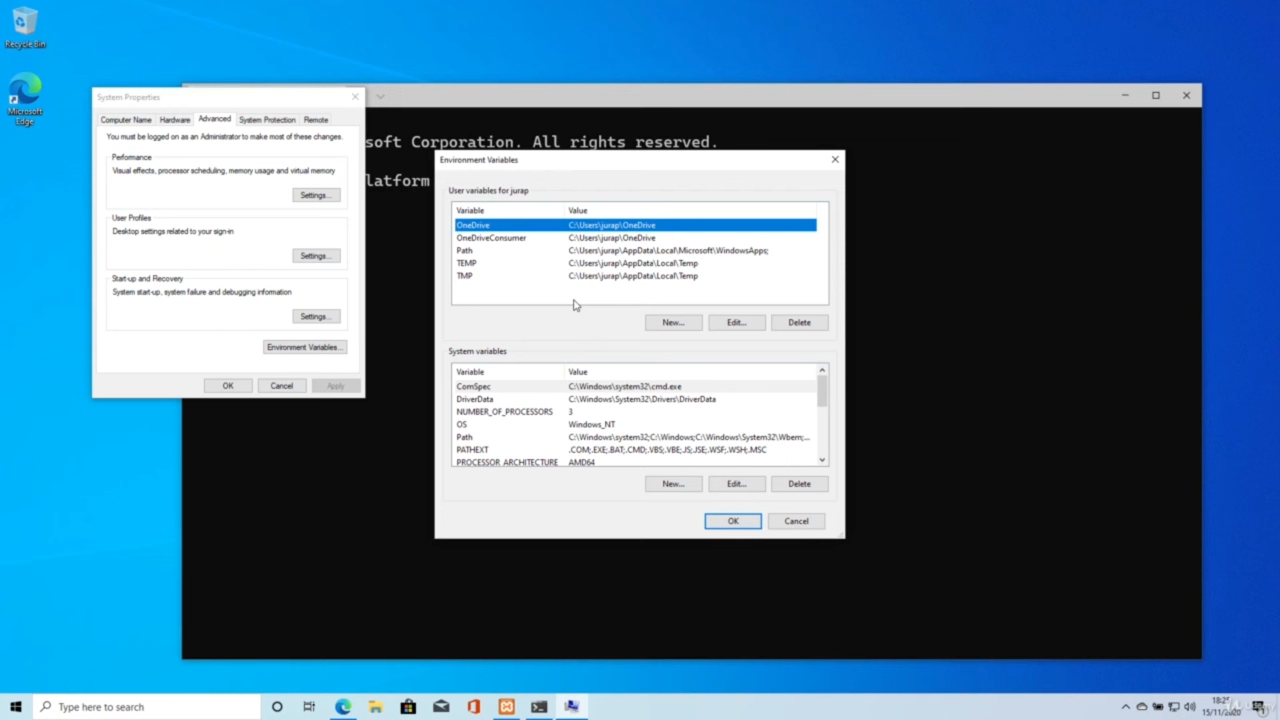 Recycle Bin
Microsoft
Edge
System Properties
Computer Name Hardware Advanced System Protection Remote
You must be logged on as an Administrator to make most of these changes.
Performance
Visual effects, processor scheduling, memory usage and virtual memory
Settings...
User Profiles
Desktop settings related to your sign-in
Settings...
Start-up and Recovery
System start-up, system failure and debugging information
Settings...
Environment Variables...
OK Cancel Apply
soft Corporation. All rights reserved.
latform
Environment Variables
User variables for jurap
Variable Value
OneDrive C:\Users\jurap\OneDrive
OneDriveConsumer C:\Users\jurap\OneDrive
Path C:\Users\jurap\AppData\Local\Microsoft\WindowsApps;
TEMP C:\Users\jurap\AppData\Local\Temp
TMP C:\Users\jurap\AppData\Local\Temp
New... Edit... Delete
System variables
Variable Value
ComSpec C:\Windows\system32\cmd.exe
DriverData C:\Windows\System32\Drivers\DriverData
NUMBER_OF_PROCESSORS 3
OS Windows_NT
Path C:\Windows\system32;C:\Windows;C:\Windows\System32\Wbem;...
PATHEXT .COM;.EXE;.BAT;.CMD;.VBS;.VBE;.JS;.JSE;.WSF;.WSH;.MSC
PROCESSOR_ARCHITECTURE AMD64
New... Edit... Delete
OK Cancel
Type here to search
15/11/2020